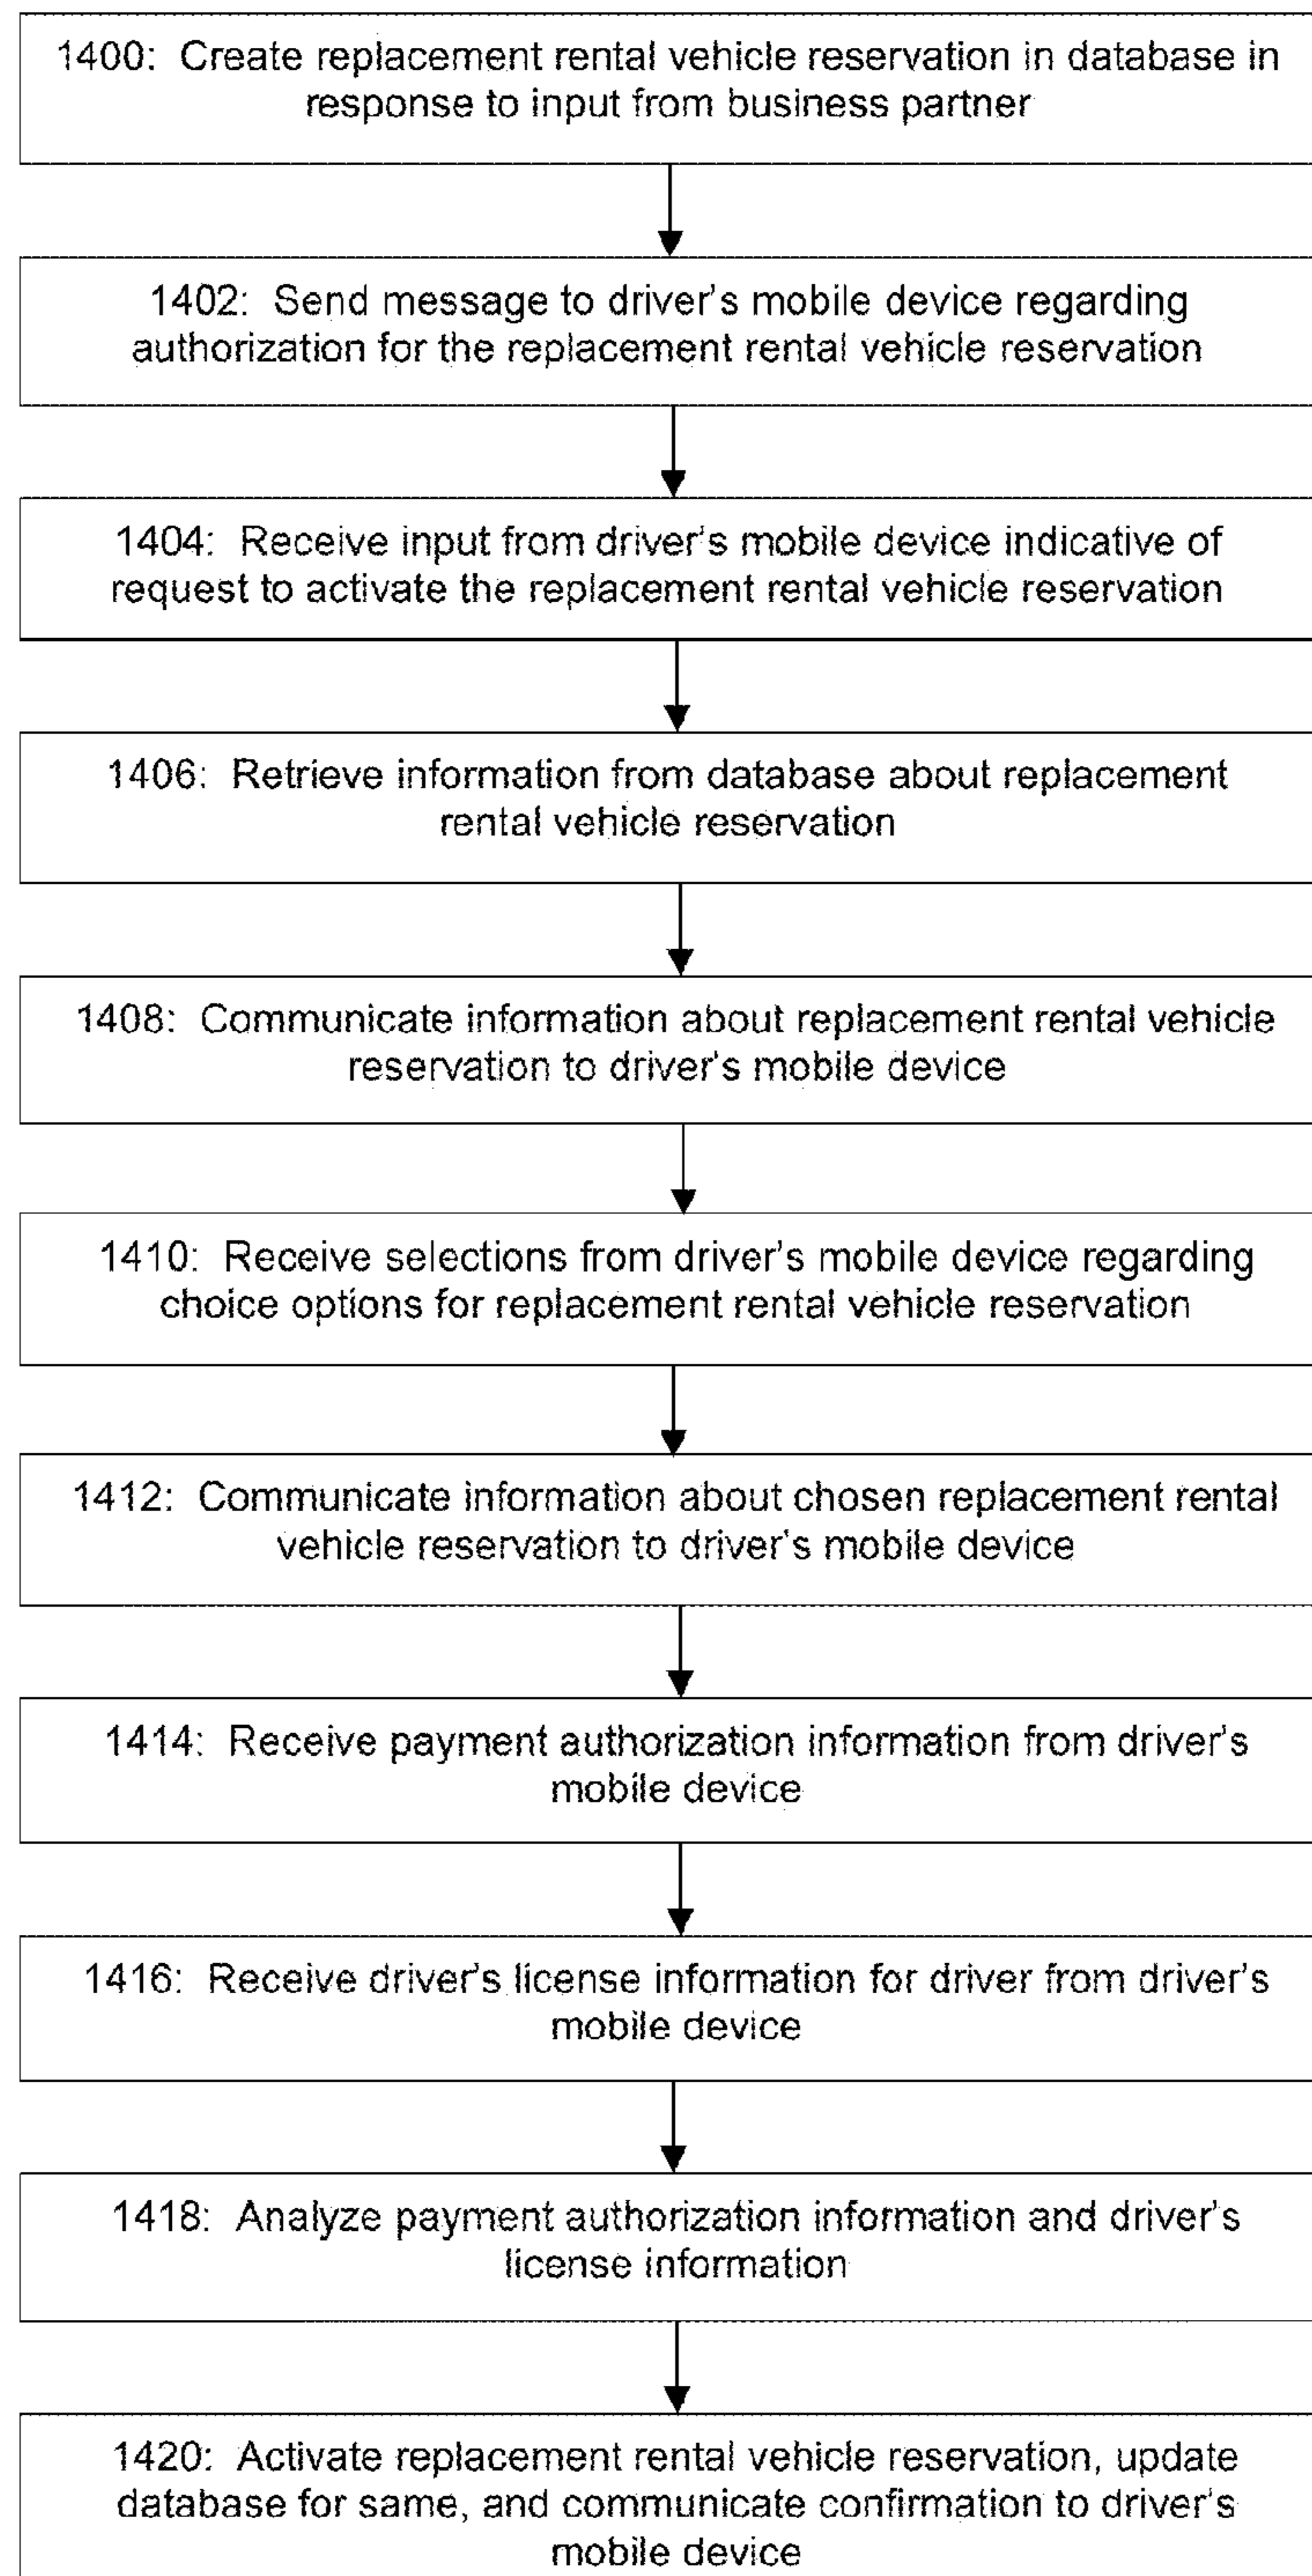 1400: Create replacement rental vehicle reservation in database in
response to input from business partner
1402: Send message to driver's mobile device regarding
authorization for the replacement rental vehicle reservation
1404: Receive input from driver's mobile device indicative of
request to activate the replacement rental vehicle reservation
1406: Retrieve information from database about replacement
rental vehicle reservation
1408: Communicate information about replacement rental vehicle
reservation to driver's mobile device
1410: Receive selections from driver's mobile device regarding
choice options for replacement rental vehicle reservation
1412: Communicate information about chosen replacement rental
vehicle reservation to driver's mobile device
1414: Receive payment authorization information from driver's
mobile device
1416: Receive driver's license information for driver from driver's
mobile device
1418: Analyze payment authorization information and driver's
license information
1420: Activate replacement rental vehicle reservation, update
database for same, and communicate confirmation to driver's
mobile device